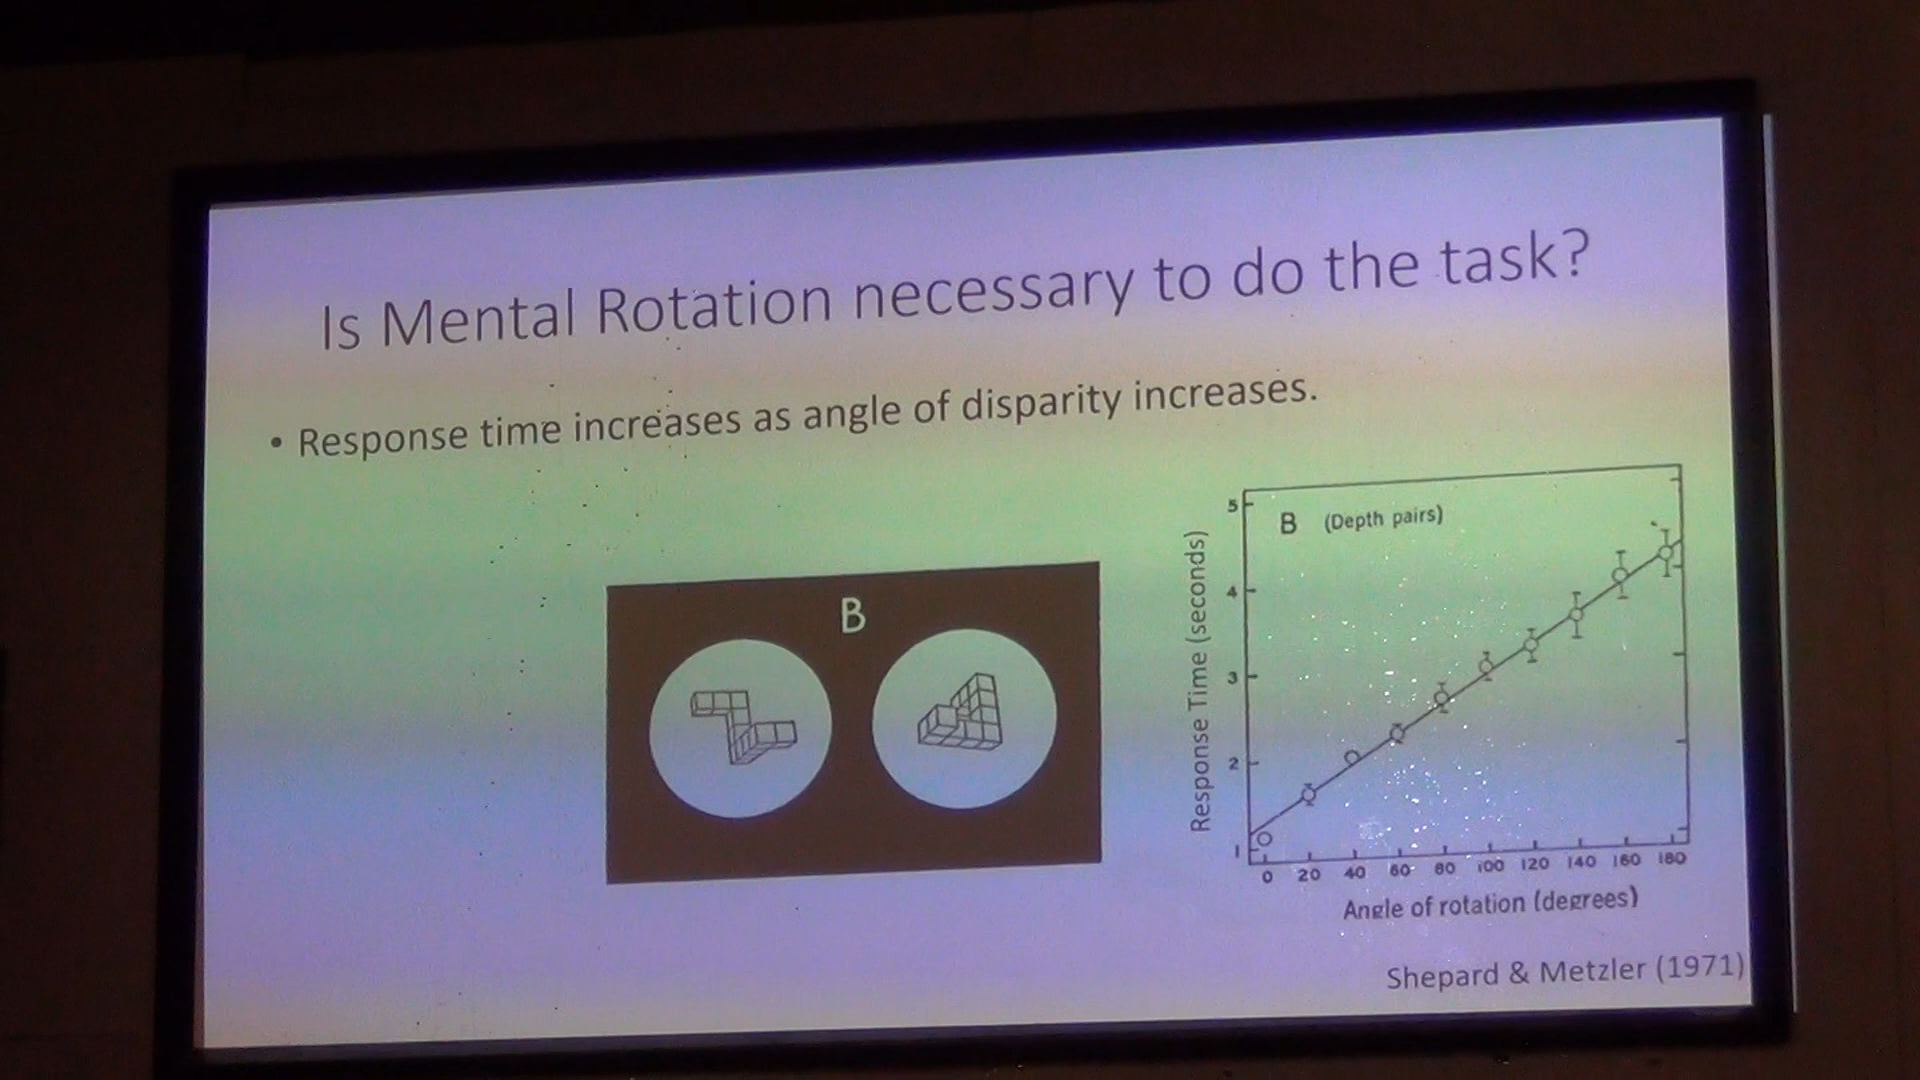 Is Mental Rotation necessary to do the task?
• Response time increases as angle of disparity increases.
B
B (Depth pairs)
Response Time (seconds)
5
4
3
2
1
0 20 40 60 80 100 120 140 160 180
Angle of rotation (degrees)
Shepard & Metzler (1971)